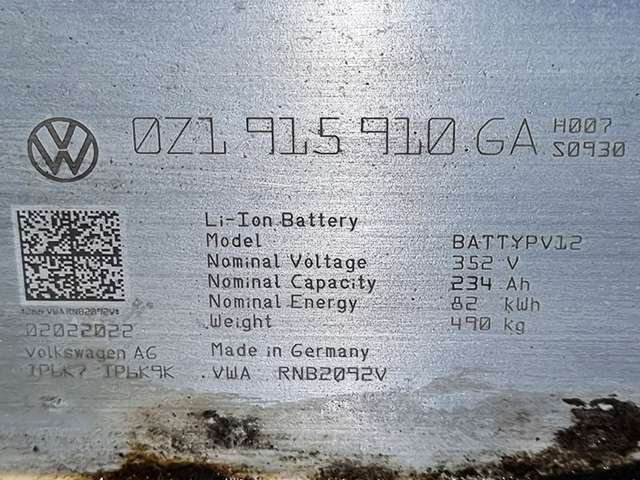 0Z1 915 910 GA H007
S0930
Li-Ion Battery
Model BATTYPV12
Nominal Voltage 352 V
Nominal Capacity 234 Ah
Nominal Energy 82 kWh
Weight 490 kg
RNB2092V*
02022022
Volkswagen AG Made in Germany
IP6K7 IP6K9K VWA RNB2092V